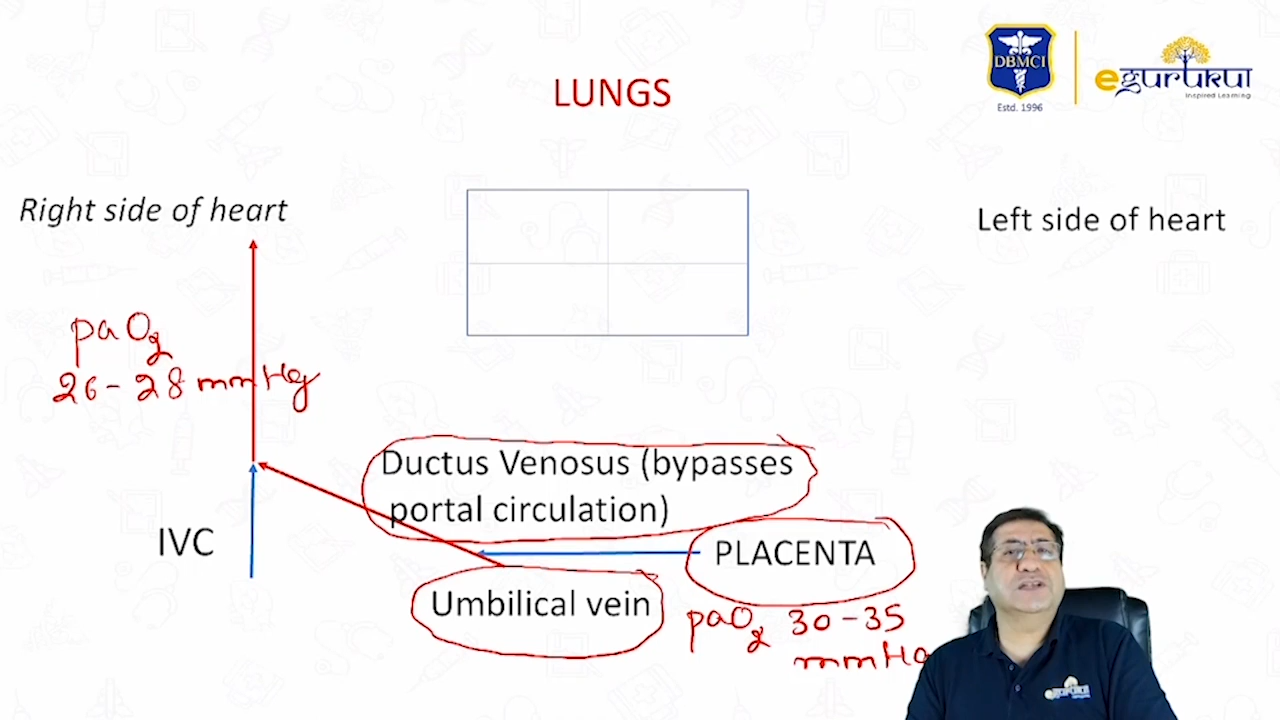 DBMCI
Estd. 1996
egurukul
Inspired Learning
LUNGS
Right side of heart
Left side of heart
paO2
26-28 mmHg
Ductus Venosus (bypasses
portal circulation)
IVC
PLACENTA
Umbilical vein
paO2 30-35
mmHg
egurukul